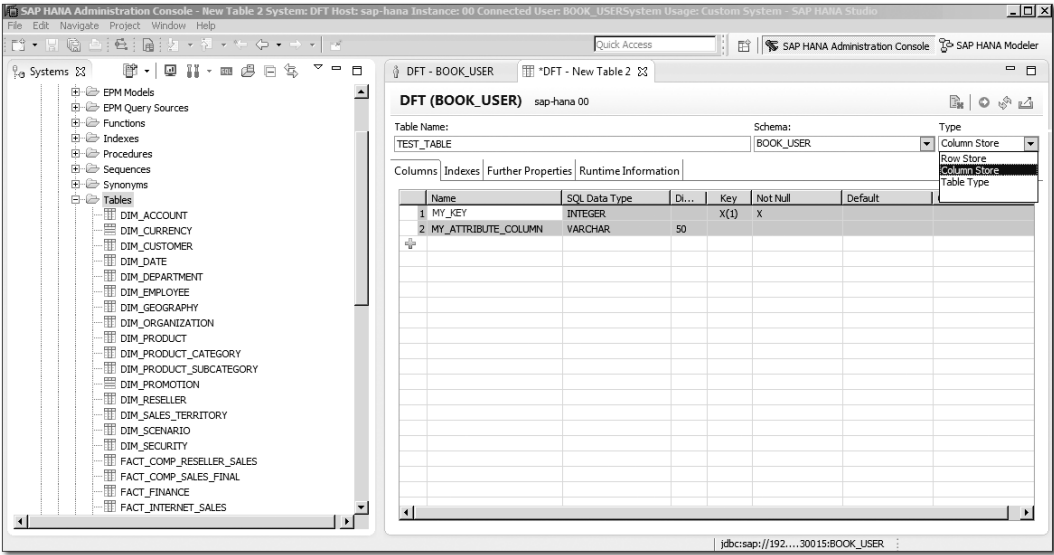 SAP HANA Administration Console - New Table 2 System: DFT Host: sap-hana Instance: 00 Connected User: BOOK_USERSystem Usage: Custom System - SAP HANA Studio
File Edit Navigate Project Window Help
Quick Access
SAP HANA Administration Console
SAP HANA Modeler
Systems
EPM Models
EPM Query Sources
Functions
Indexes
Procedures
Sequences
Synonyms
Tables
DIM_ACCOUNT
DIM_CURRENCY
DIM_CUSTOMER
DIM_DATE
DIM_DEPARTMENT
DIM_EMPLOYEE
DIM_GEOGRAPHY
DIM_ORGANIZATION
DIM_PRODUCT
DIM_PRODUCT_CATEGORY
DIM_PRODUCT_SUBCATEGORY
DIM_PROMOTION
DIM_RESELLER
DIM_SALES_TERRITORY
DIM_SCENARIO
DIM_SECURITY
FACT_COMP_RESELLER_SALES
FACT_COMP_SALES_FINAL
FACT_FINANCE
FACT_INTERNET_SALES
DFT - BOOK_USER
*DFT - New Table 2
DFT (BOOK_USER) sap-hana 00
Table Name: Schema: Type
TEST_TABLE BOOK_USER Column Store
Row Store
Column Store
Table Type
Columns Indexes Further Properties Runtime Information
Name SQL Data Type Di... Key Not Null Default
1 MY_KEY INTEGER X(1) X
2 MY_ATTRIBUTE_COLUMN VARCHAR 50
jdbc:sap://192....30015:BOOK_USER